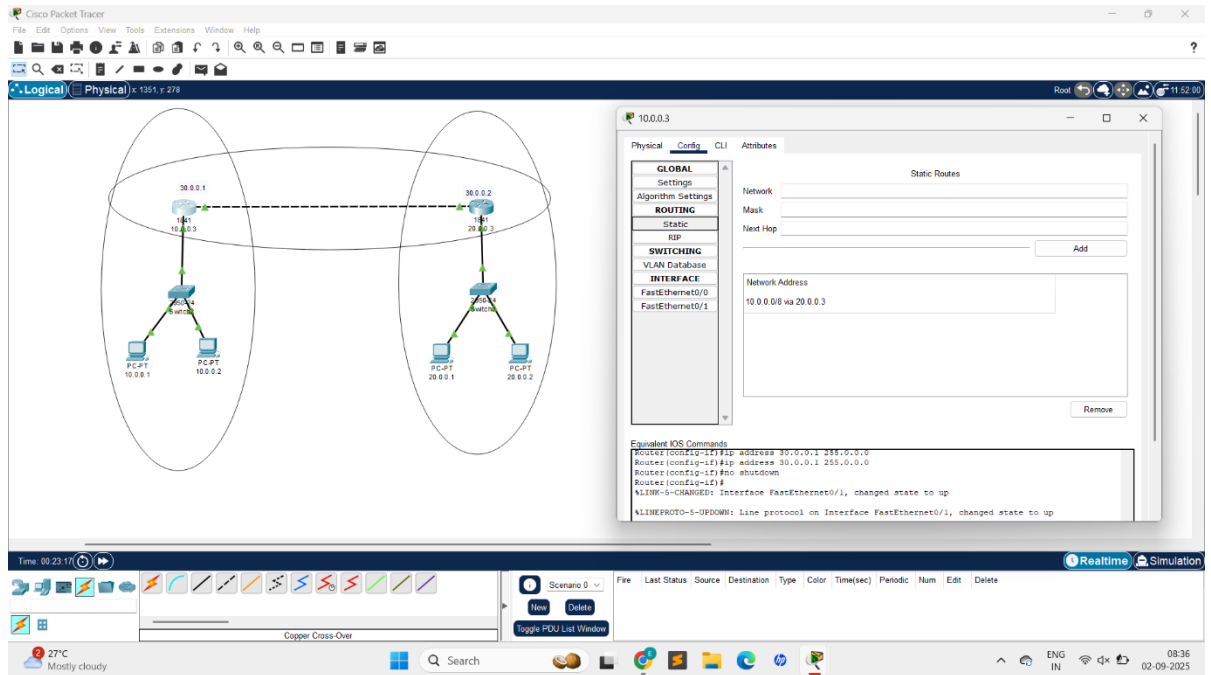 Cisco Packet Tracer
File Edit Options View Tools Extensions Window Help
?
Logical Physical x: 1351, y: 278
Root 11:52:00
30.0.0.1
1841
10.0.0.3
30.0.0.2
1841
20.0.0.3
2950-24
Switch2
PC-PT
10.0.0.1
PC-PT
10.0.0.2
2950-24
PC-PT
20.0.0.1
PC-PT
20.0.0.2
10.0.0.3
Physical Config CLI Attributes
GLOBAL
Settings
Algorithm Settings
ROUTING
Static
RIP
SWITCHING
VLAN Database
INTERFACE
FastEthernet0/0
FastEthernet0/1
Static Routes
Network
Mask
Next Hop
Add
Network Address
10.0.0.0/8 via 20.0.0.3
Remove
Equivalent IOS Commands
Router(config-if)#ip address 30.0.0.1 255.0.0.0
Router(config-if)#ip address 30.0.0.1 255.0.0.0
Router(config-if)#no shutdown
Router(config-if)#
%LINK-5-CHANGED: Interface FastEthernet0/1, changed state to up
%LINEPROTO-5-UPDOWN: Line protocol on Interface FastEthernet0/1, changed state to up
Time: 00:23:17
Realtime Simulation
Copper Cross-Over
Scenario 0
New Delete
Toggle PDU List Window
Fire Last Status Source Destination Type Color Time(sec) Periodic Num Edit Delete
2
27°C
Mostly cloudy
Search
hp
ENG
IN
08:36
02-09-2025